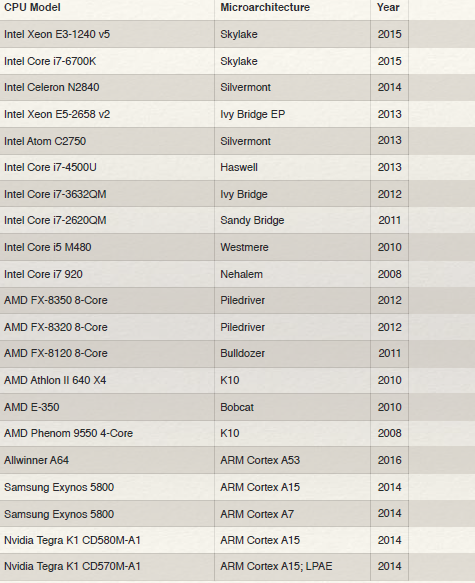 CPU Model Microarchitecture Year
Intel Xeon E3-1240 v5 Skylake 2015
Intel Core i7-6700K Skylake 2015
Intel Celeron N2840 Silvermont 2014
Intel Xeon E5-2658 v2 Ivy Bridge EP 2013
Intel Atom C2750 Silvermont 2013
Intel Core i7-4500U Haswell 2013
Intel Core i7-3632QM Ivy Bridge 2012
Intel Core i7-2620QM Sandy Bridge 2011
Intel Core i5 M480 Westmere 2010
Intel Core i7 920 Nehalem 2008
AMD FX-8350 8-Core Piledriver 2012
AMD FX-8320 8-Core Piledriver 2012
AMD FX-8120 8-Core Bulldozer 2011
AMD Athlon II 640 X4 K10 2010
AMD E-350 Bobcat 2010
AMD Phenom 9550 4-Core K10 2008
Allwinner A64 ARM Cortex A53 2016
Samsung Exynos 5800 ARM Cortex A15 2014
Samsung Exynos 5800 ARM Cortex A7 2014
Nvidia Tegra K1 CD580M-A1 ARM Cortex A15 2014
Nvidia Tegra K1 CD570M-A1 ARM Cortex A15; LPAE 2014